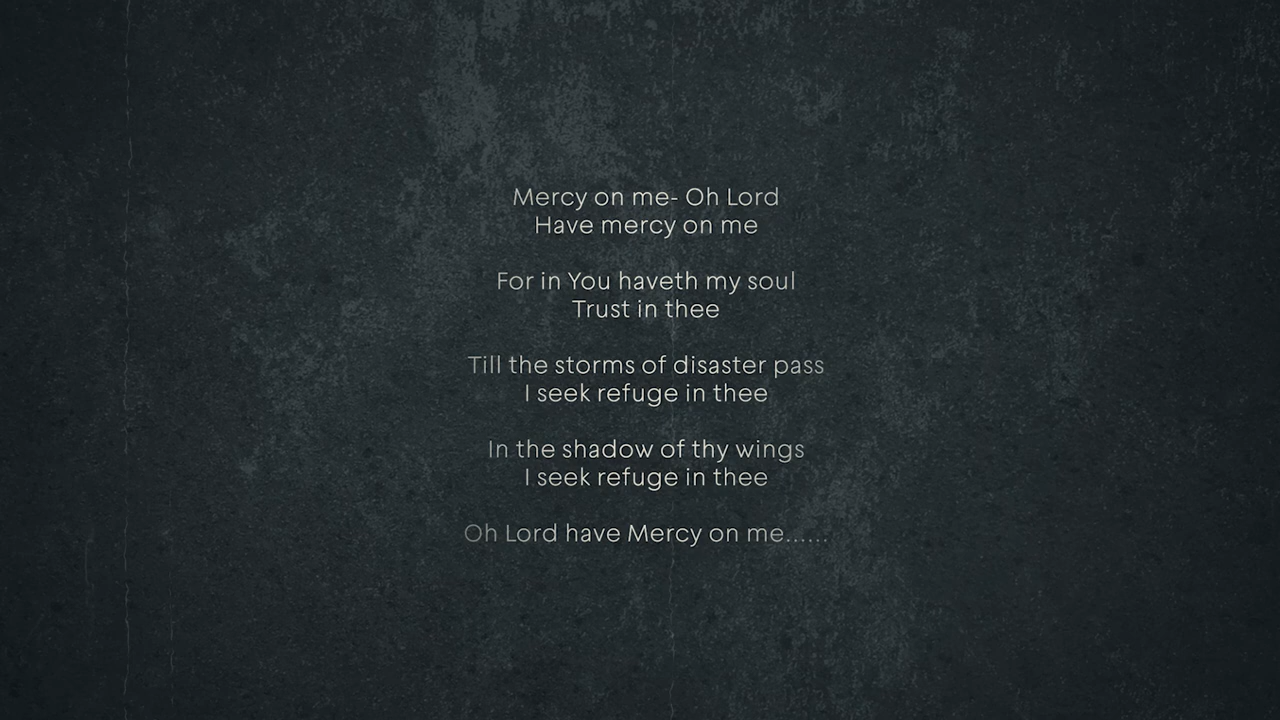 Mercy on me- Oh Lord
Have mercy on me
For in You haveth my soul
Trust in thee
Till the storms of disaster pass
I seek refuge in thee
In the shadow of thy wings
I seek refuge in thee
Oh Lord have Mercy on me......